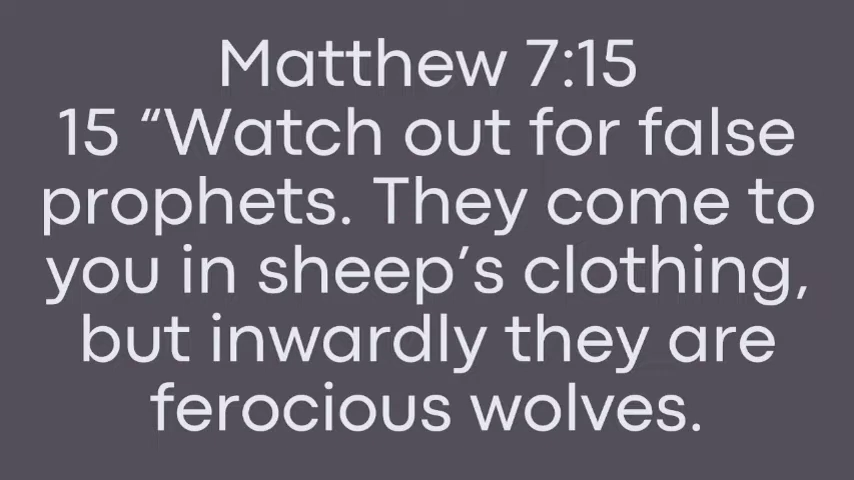 Matthew 7:15
15 “Watch out for false
prophets. They come to
you in sheep’s clothing,
but inwardly they are
ferocious wolves.